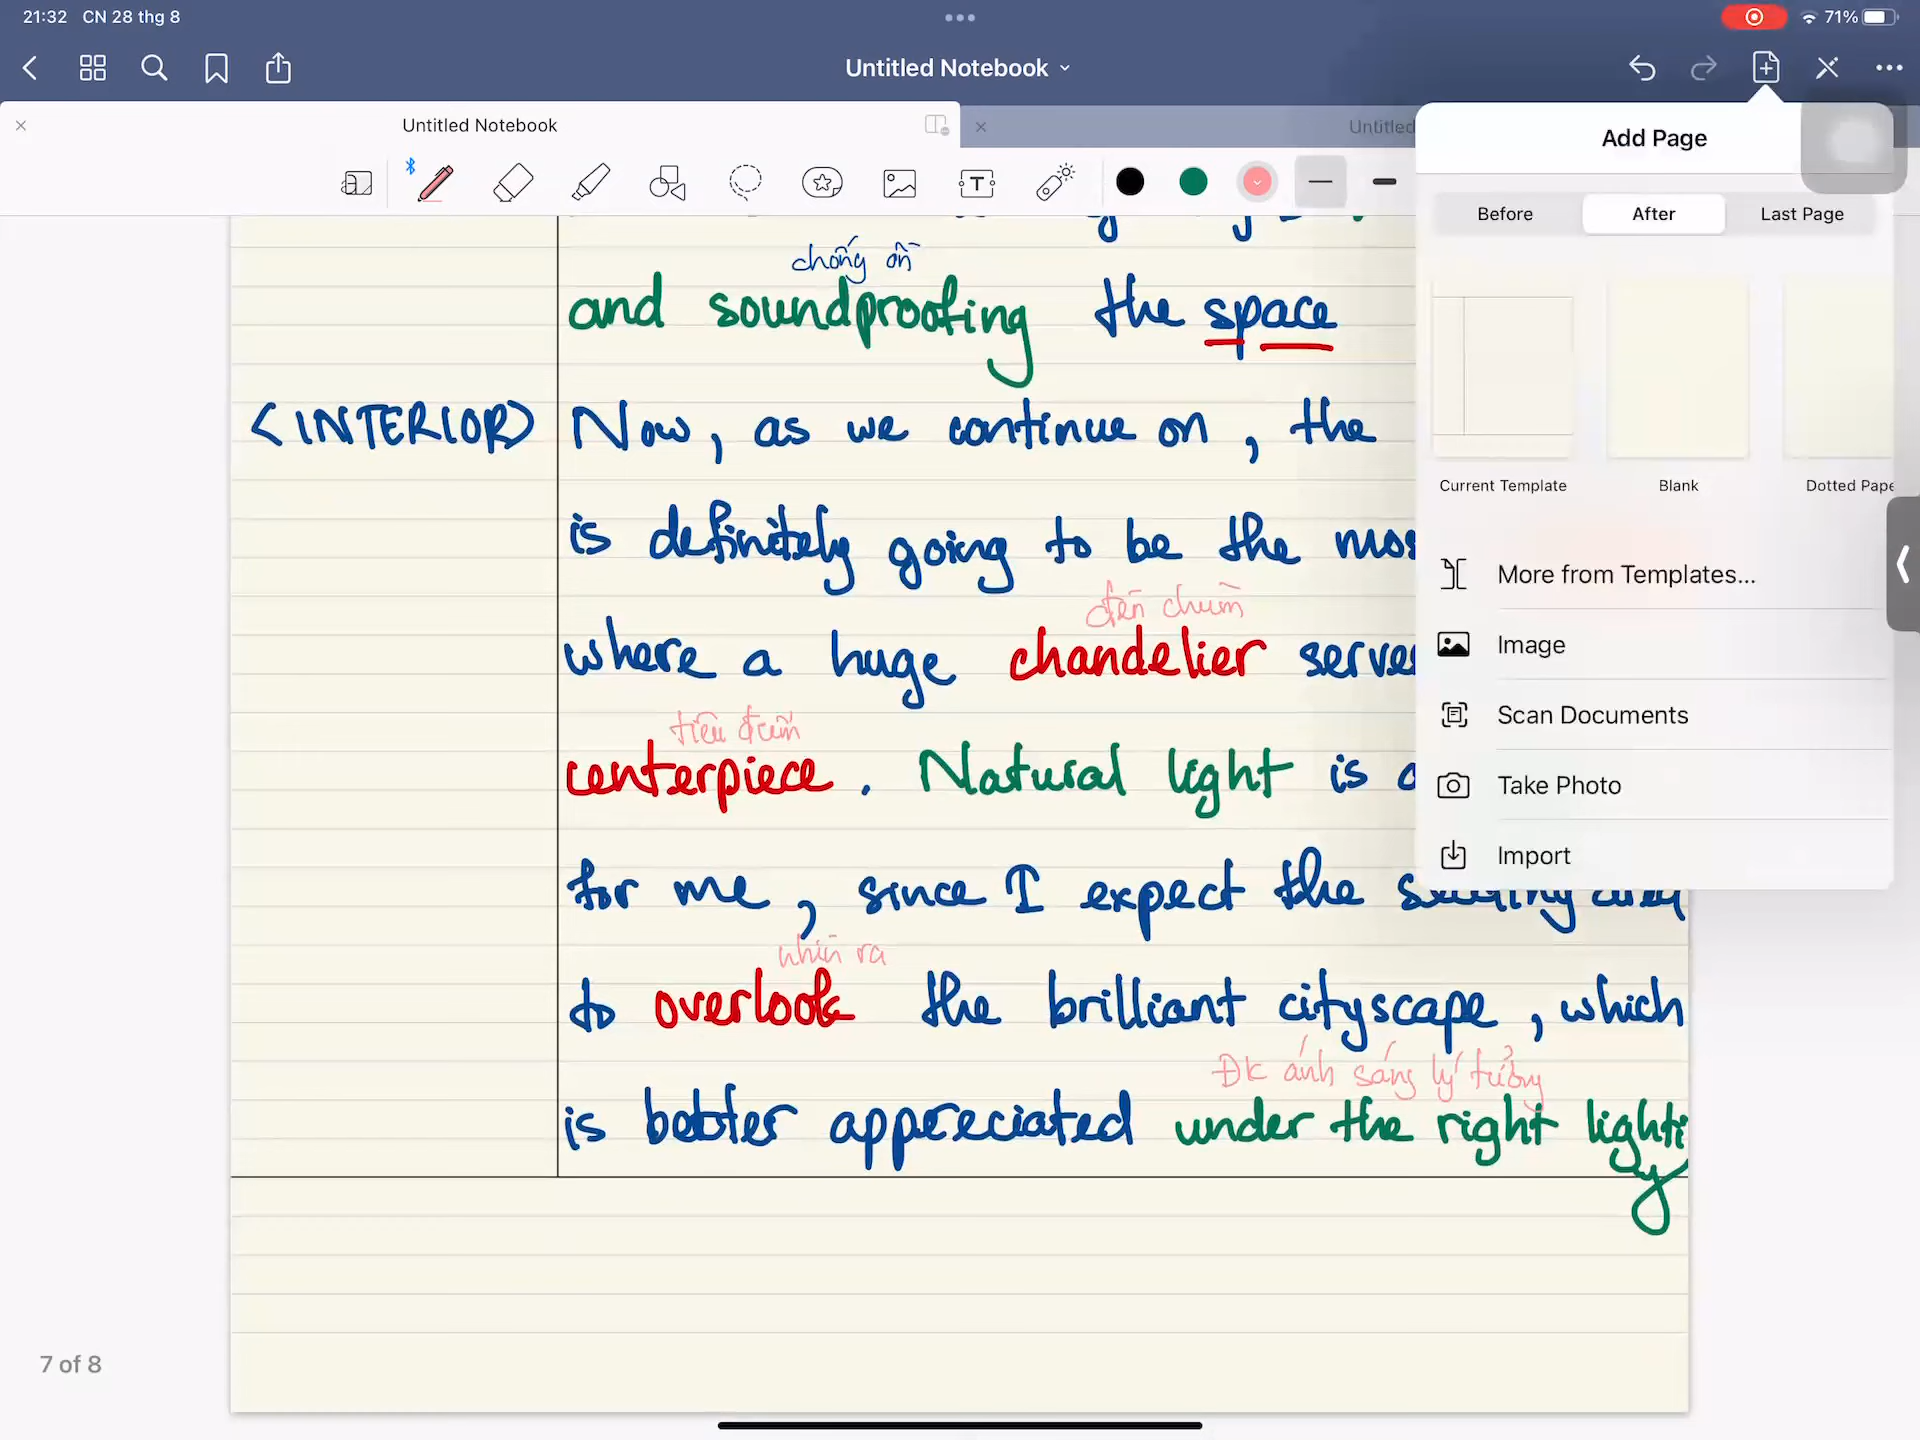 21:32 CN 28 thg 8
71%
Untitled Notebook
Untitled Notebook
Untitled
Add Page
Before After Last Page
Current Template Blank Dotted Pape
More from Templates...
Image
Scan Documents
Take Photo
Import
chống ồn
and soundproofing the space
<INTERIOR> Now, as we continue on, the
is definitely going to be the mos
đèn chùm
where a huge chandelier serve
tiêu điểm
centerpiece. Natural light is
for me, since I expect the
nhìn ra
to overlook the brilliant cityscape, which
ĐK ánh sáng lý tưởng
is better appreciated under the right lighting
7 of 8